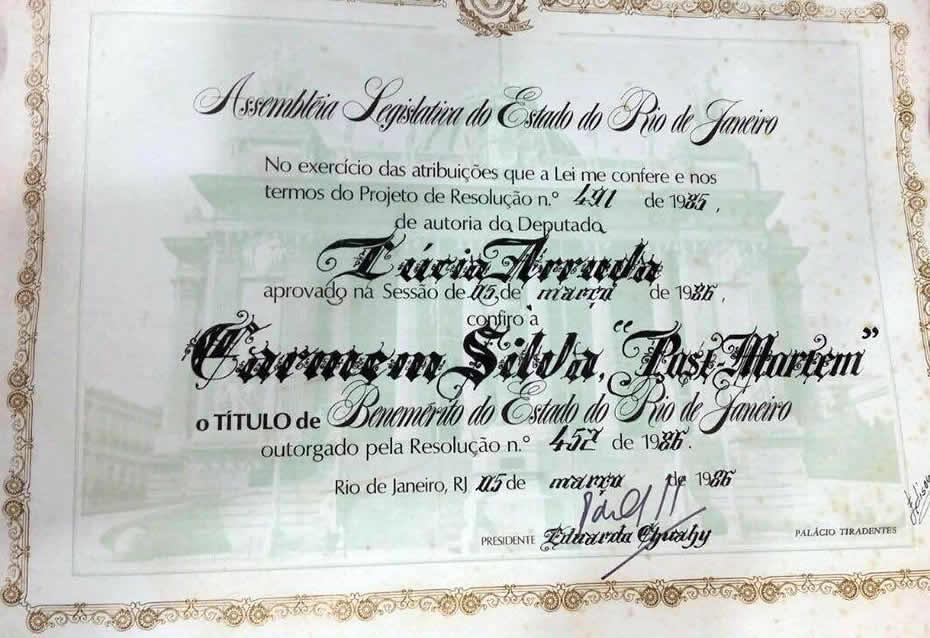 Assembléia Legislativa do Estado do Rio de Janeiro
No exercício das atribuições que a Lei me confere e nos
termos do Projeto de Resolução n.º 491 de 1985,
de autoria da Deputada
Lúcia Arruda
aprovado na Sessão de 05 de março de 1986,
confiro à
Carmem Silva, "Post-Mortem"
o TÍTULO de Benemérito do Estado do Rio de Janeiro
outorgado pela Resolução n.º 457 de 1986.
Rio de Janeiro, RJ 05 de março de 1986
PRESIDENTE Eduardo Chuahy
PALÁCIO TIRADENTES